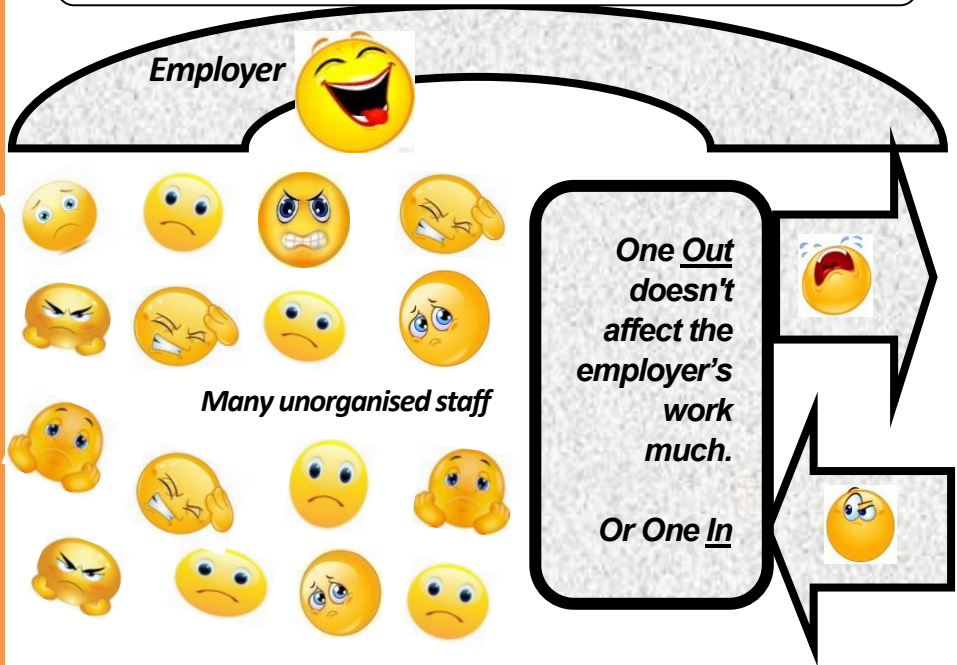 Employer
Many unorganised staff
One Out
doesn't
affect the
employer’s
work
much.
Or One In